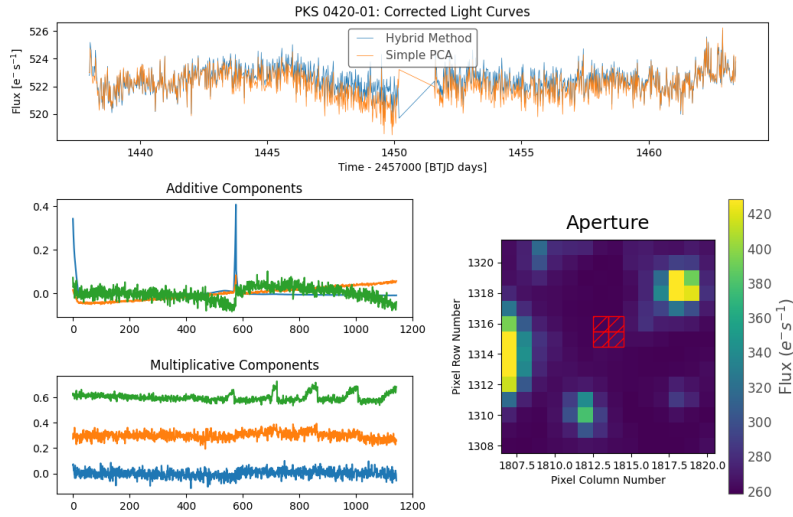 PKS 0420-01: Corrected Light Curves
Hybrid Method
Simple PCA
Flux [e⁻ s⁻¹]
526
524
522
520
1440 1445 1450 1455 1460
Time - 2457000 [BTJD days]
Additive Components
0.4
0.2
0.0
0 200 400 600 800 1000 1200
Multiplicative Components
0.6
0.4
0.2
0.0
0 200 400 600 800 1000 1200
Aperture
Pixel Row Number
1320
1318
1316
1314
1312
1310
1308
1807.5 1810.0 1812.5 1815.0 1817.5 1820.0
Pixel Column Number
420
400
380
360
340
320
300
280
260
Flux (e⁻s⁻¹)